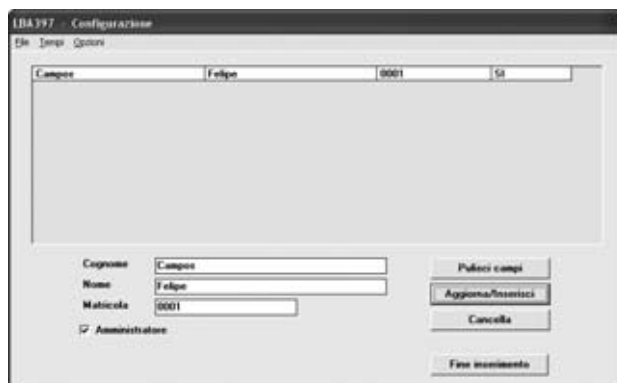 LBA397 - Configurazione
File Tempi Opzioni
Campos Felipe 0001 SI
Cognome Campos
Nome Felipe
Matricola 0001
Amministratore
Pulisci campi
Aggiorna/Inserisci
Cancella
Fine inserimento